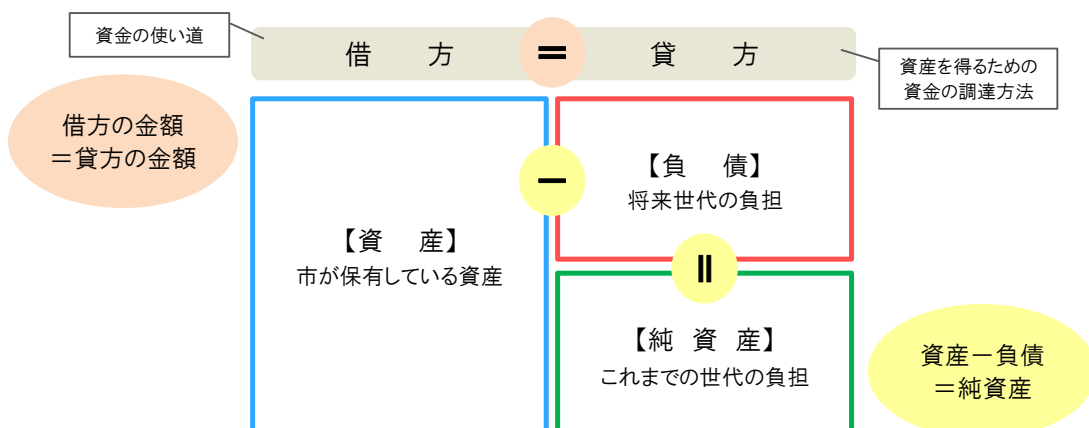 資金の使い道
借　方
＝
貸　方
資産を得るための
資金の調達方法
借方の金額
＝貸方の金額
【資　産】
市が保有している資産
－
【負　債】
将来世代の負担
＝
【純 資 産】
これまでの世代の負担
資産－負債
＝純資産